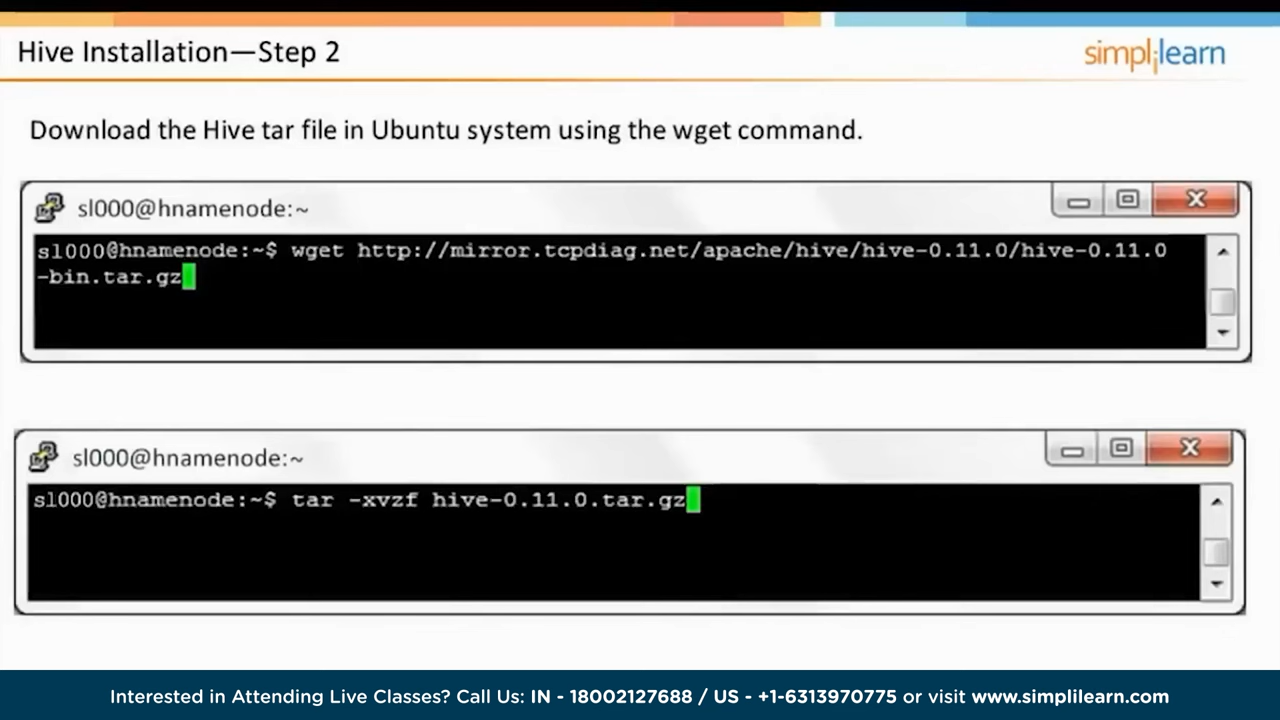 Hive Installation—Step 2
simpl;learn
Download the Hive tar file in Ubuntu system using the wget command.
sl000@hnamenode:~
sl000@hnamenode:~$ wget http://mirror.tcpdiag.net/apache/hive/hive-0.11.0/hive-0.11.0
-bin.tar.gz
sl000@hnamenode:~
sl000@hnamenode:~$ tar -xvzf hive-0.11.0.tar.gz
Interested in Attending Live Classes? Call Us: IN - 18002127688 / US - +1-6313970775 or visit www.simplilearn.com